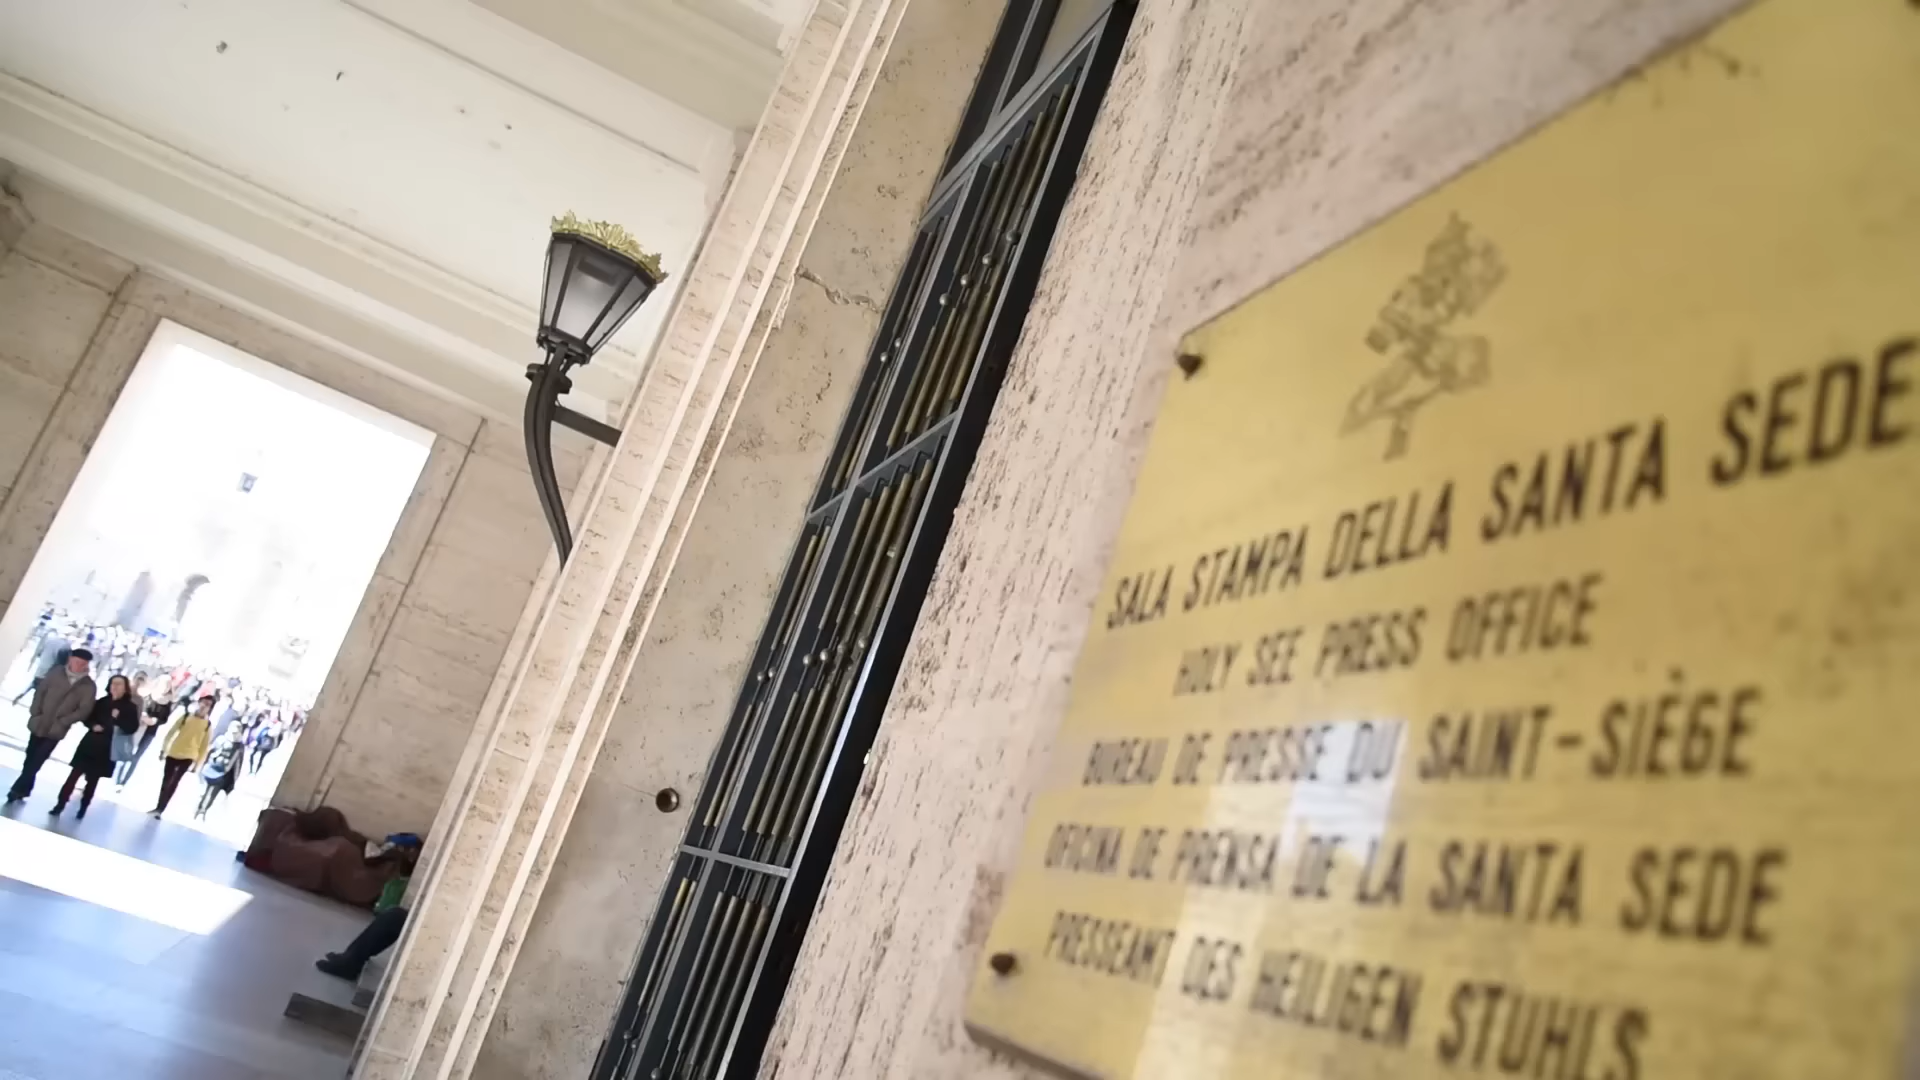 SALA STAMPA DELLA SANTA SEDE
HOLY SEE PRESS OFFICE
BUREAU DE PRESSE DU SAINT-SIÈGE
OFICINA DE PRENSA DE LA SANTA SEDE
PRESSEAMT DES HEILIGEN STUHLS